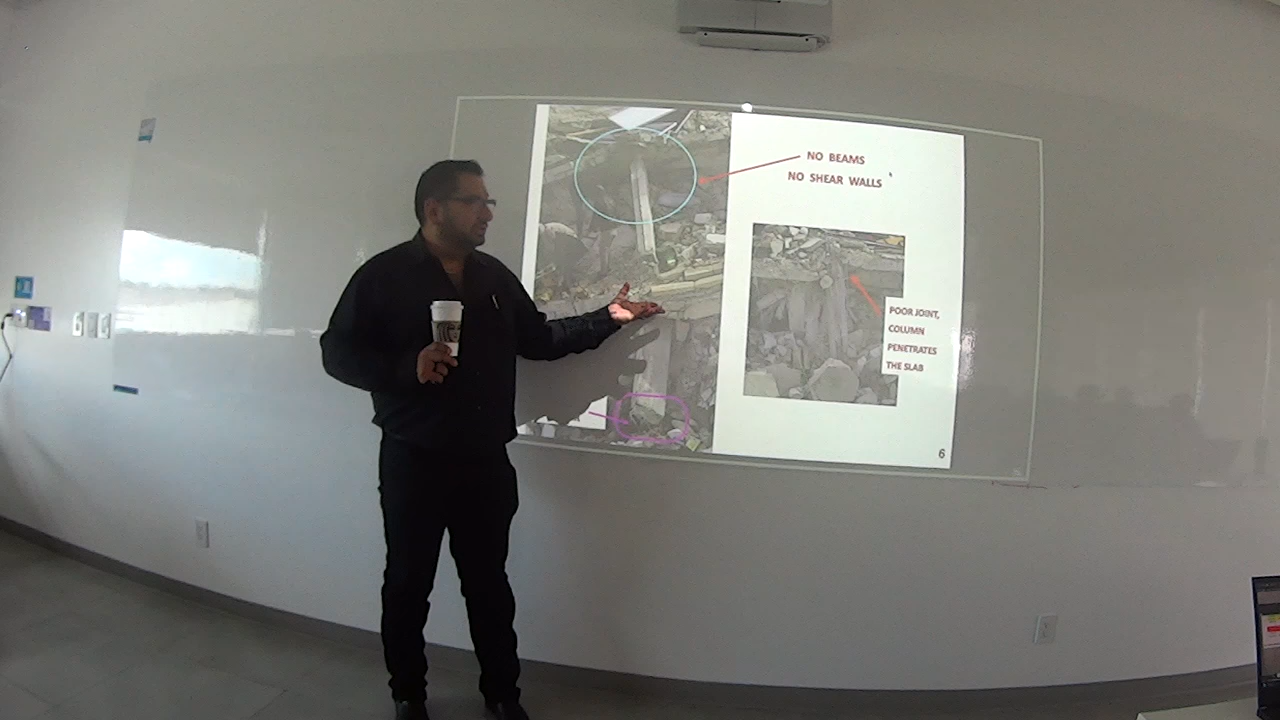 NO BEAMS
NO SHEAR WALLS
POOR JOINT,
COLUMN
PENETRATES
THE SLAB
6